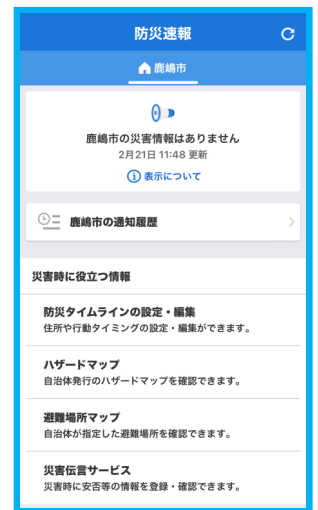 防災速報
鹿嶋市
鹿嶋市の災害情報はありません
2月21日 11:48 更新
表示について
鹿嶋市の通知履歴
災害時に役立つ情報
防災タイムラインの設定・編集
住所や行動タイミングの設定・編集ができます。
ハザードマップ
自治体発行のハザードマップを確認できます。
避難場所マップ
自治体が指定した避難場所を確認できます。
災害伝言サービス
災害時に安否等の情報を登録・確認できます。